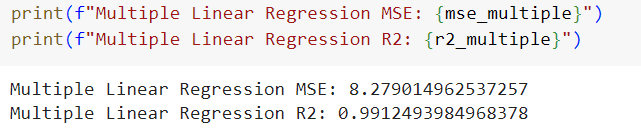 print(f"Multiple Linear Regression MSE: {mse_multiple}")
print(f"Multiple Linear Regression R2: {r2_multiple}")
Multiple Linear Regression MSE: 8.279014962537257
Multiple Linear Regression R2: 0.9912493984968378